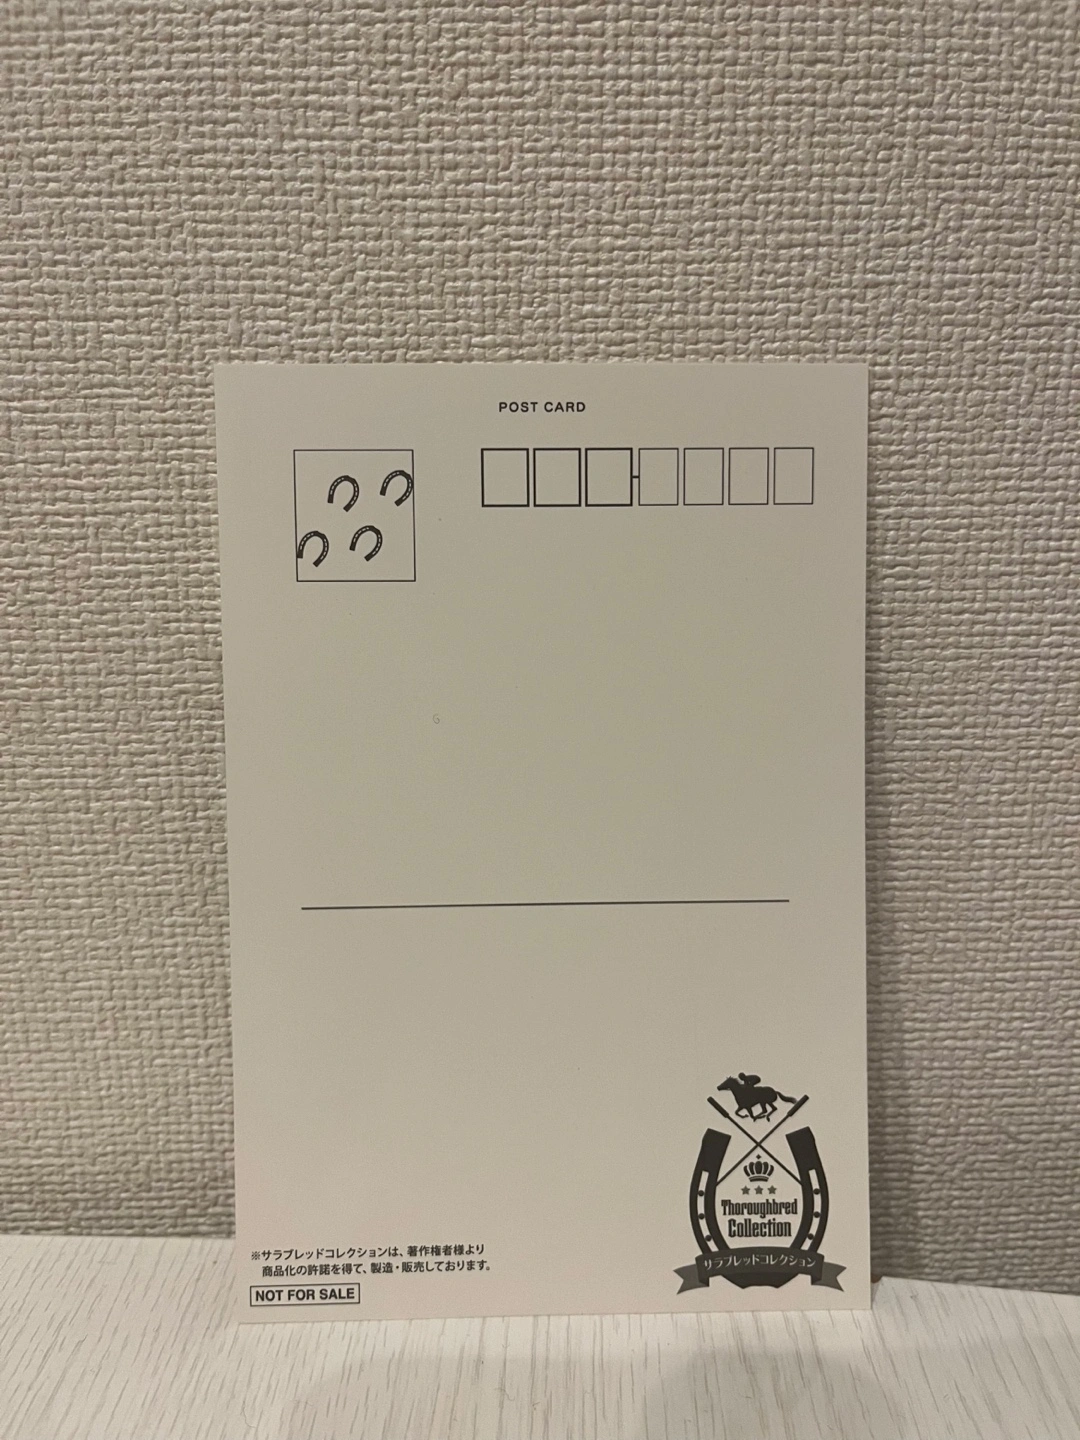 POST CARD
Thoroughbred
Collection
サラブレッドコレクション
※サラブレッドコレクションは、著作権者様より
商品化の許諾を得て、製造・販売しております。
NOT FOR SALE